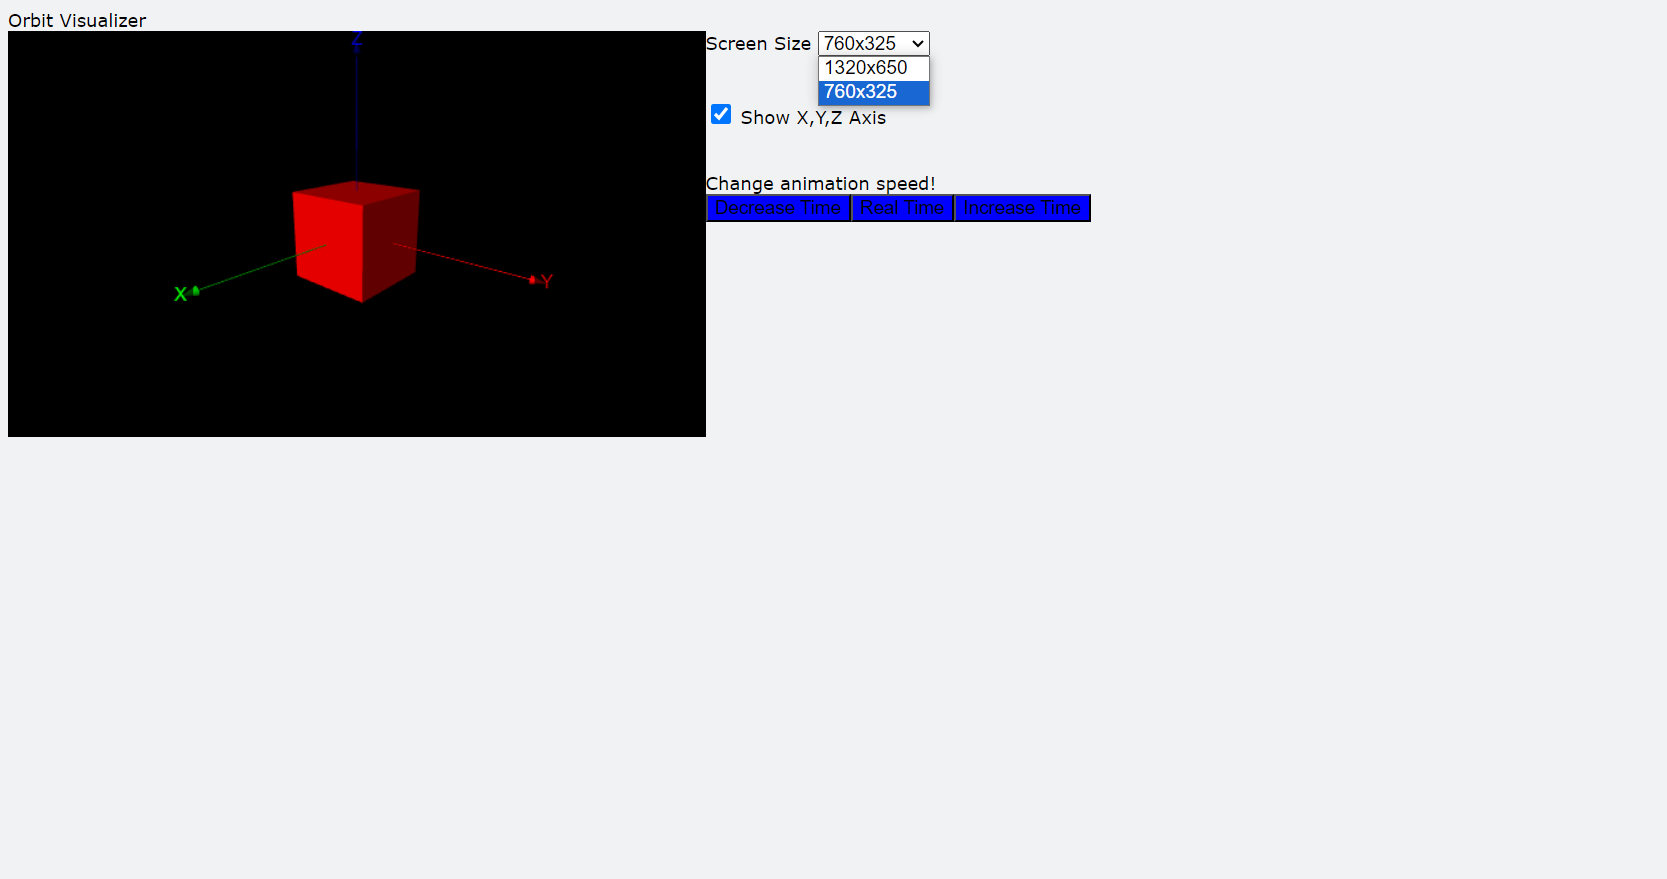 Orbit Visualizer
Z
X
Y
Screen Size 760x325
1320x650
760x325
Show X,Y,Z Axis
Change animation speed!
Decrease Time Real Time Increase Time